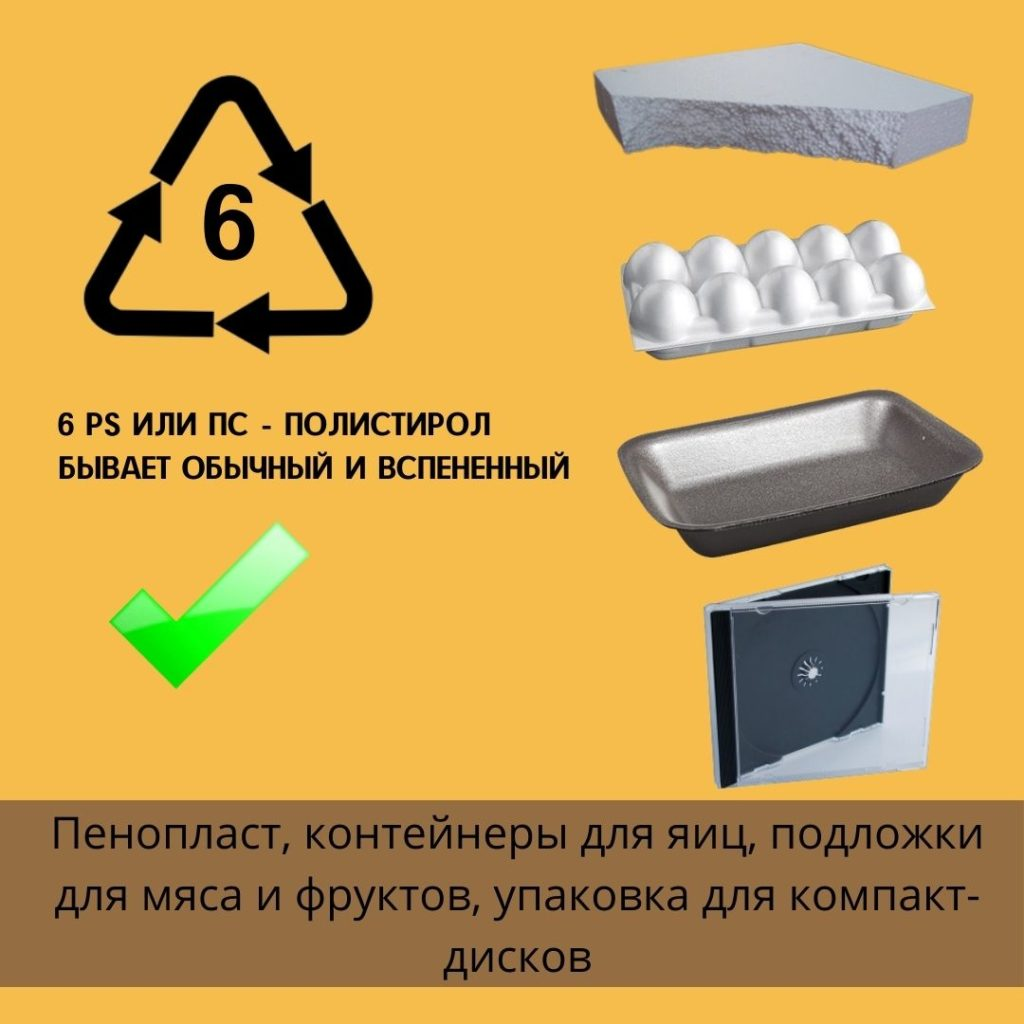 6
6 PS ИЛИ ПС - ПОЛИСТИРОЛ
БЫВАЕТ ОБЫЧНЫЙ И ВСПЕНЕННЫЙ
Пенопласт, контейнеры для яиц, подложки
для мяса и фруктов, упаковка для компакт-
дисков